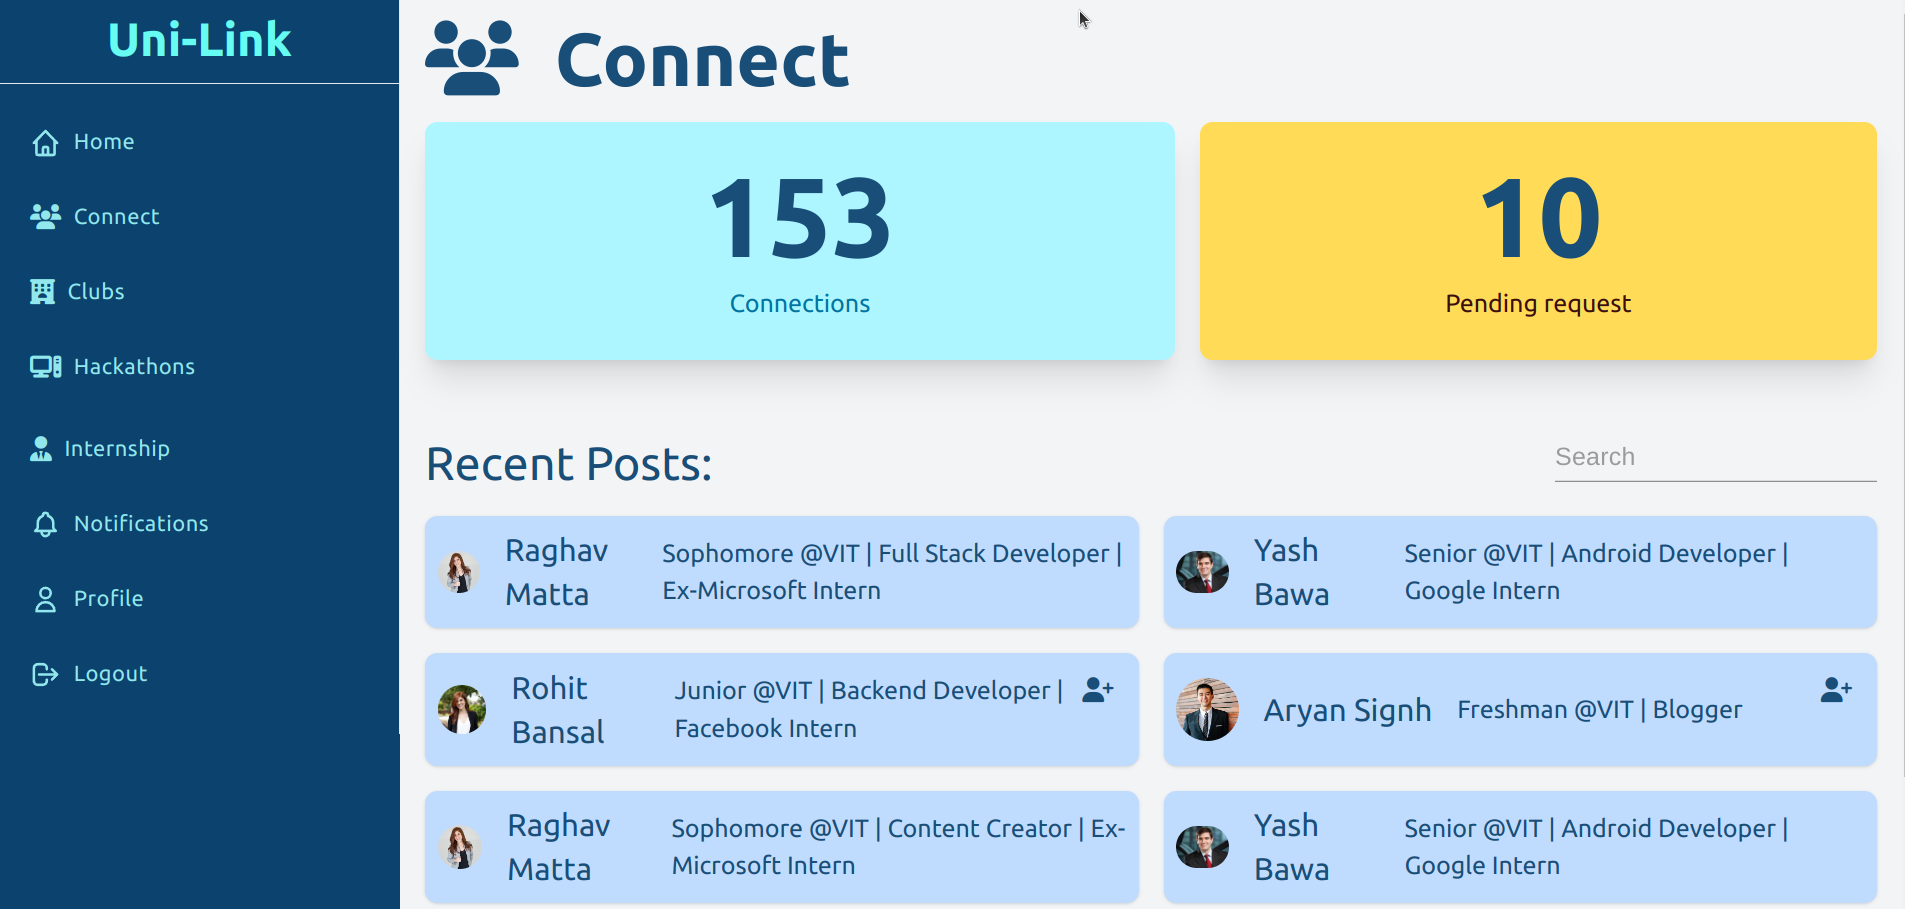 Uni-Link
Home
Connect
Clubs
Hackathons
Internship
Notifications
Profile
Logout
Connect
153
Connections
10
Pending request
Recent Posts:
Search
Raghav
Matta
Sophomore @VIT | Full Stack Developer |
Ex-Microsoft Intern
Yash
Bawa
Senior @VIT | Android Developer |
Google Intern
Rohit
Bansal
Junior @VIT | Backend Developer |
Facebook Intern
Aryan Signh
Freshman @VIT | Blogger
Raghav
Matta
Sophomore @VIT | Content Creator | Ex-
Microsoft Intern
Yash
Bawa
Senior @VIT | Android Developer |
Google Intern